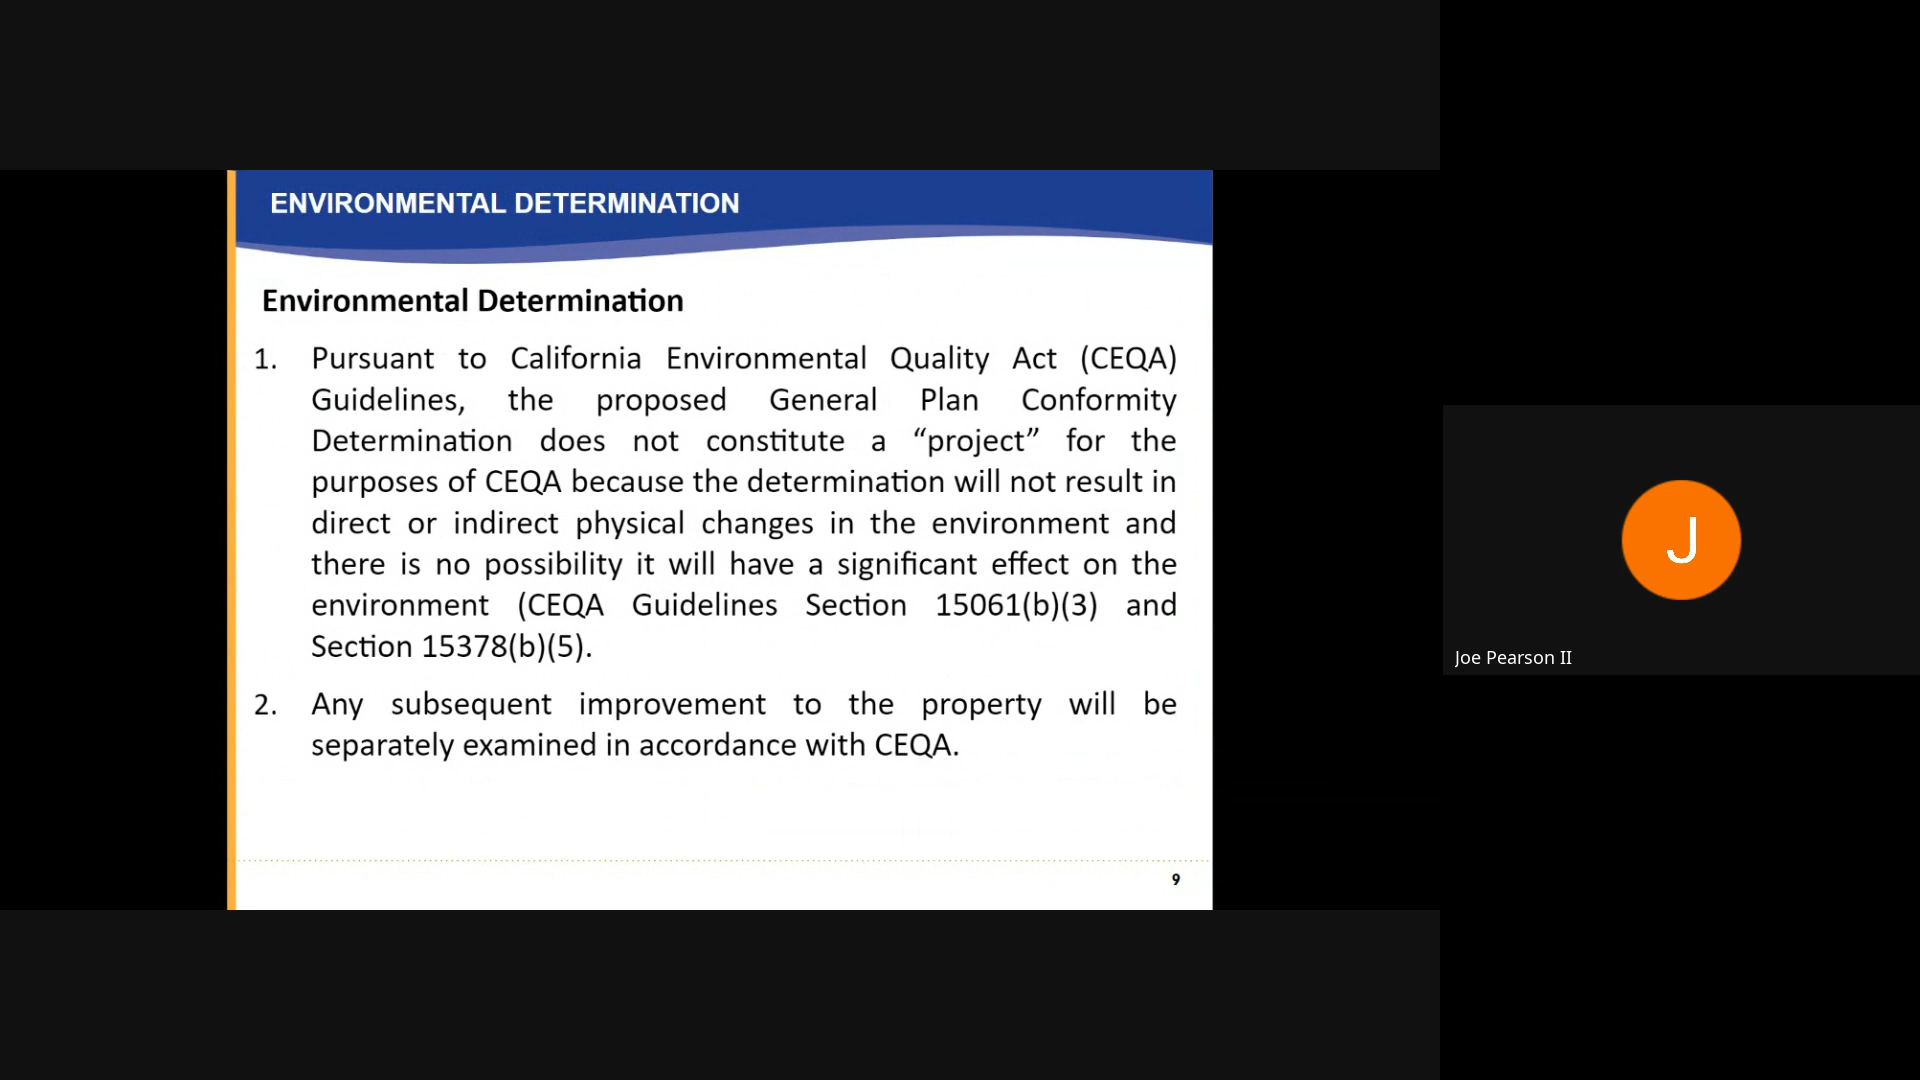 ENVIRONMENTAL DETERMINATION
Environmental Determination
1. Pursuant to California Environmental Quality Act (CEQA)
Guidelines, the proposed General Plan Conformity
Determination does not constitute a “project” for the
purposes of CEQA because the determination will not result in
direct or indirect physical changes in the environment and
there is no possibility it will have a significant effect on the
environment (CEQA Guidelines Section 15061(b)(3) and
Section 15378(b)(5).
2. Any subsequent improvement to the property will be
separately examined in accordance with CEQA.
9
J
Joe Pearson II